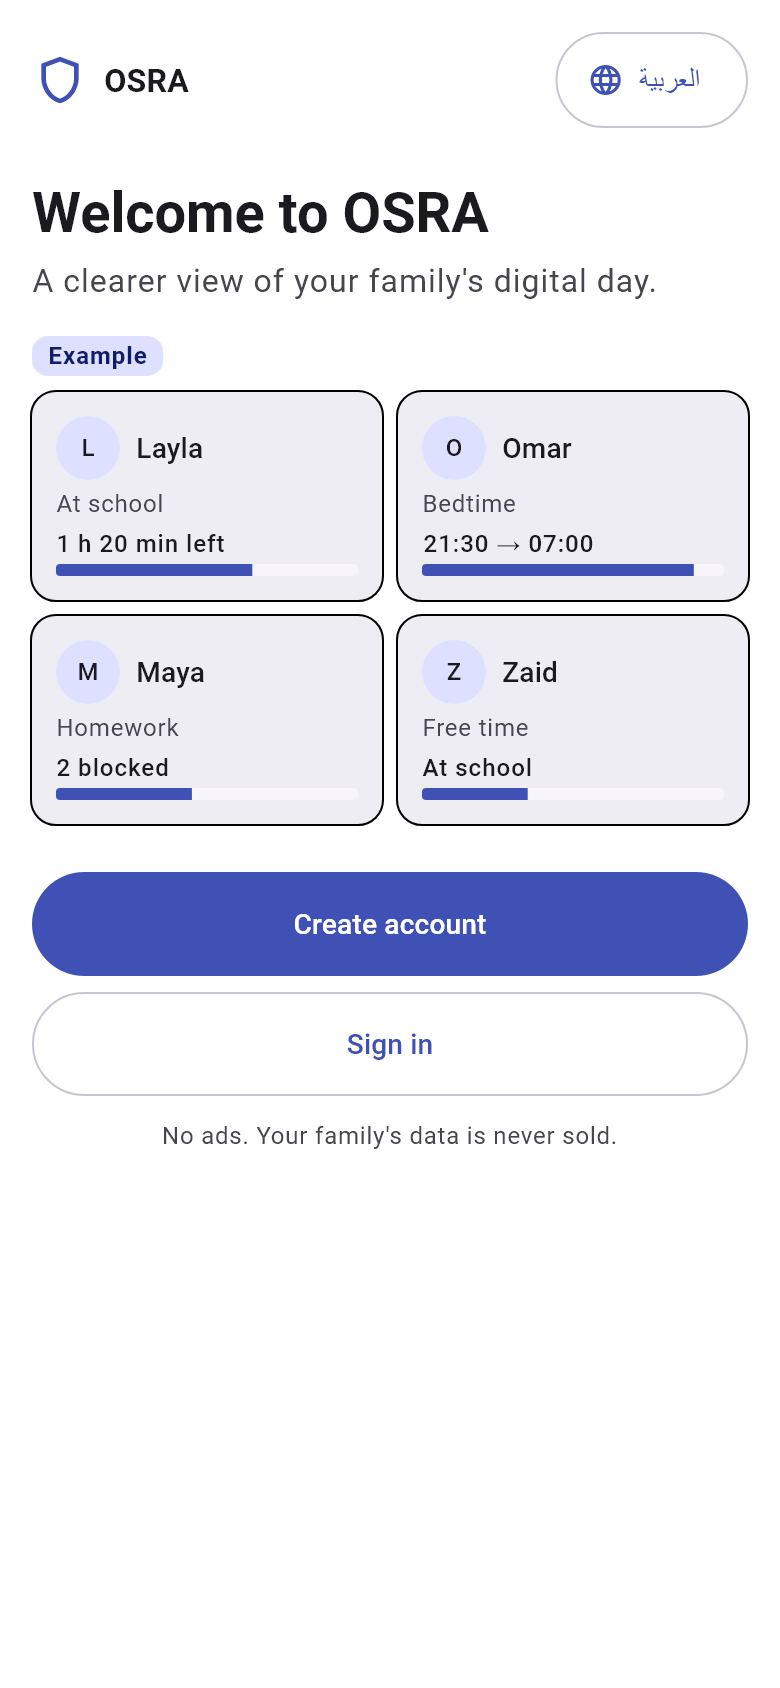 OSRA
العربية
Welcome to OSRA
A clearer view of your family's digital day.
Example
L Layla
At school
1 h 20 min left
O Omar
Bedtime
21:30 → 07:00
M Maya
Homework
2 blocked
Z Zaid
Free time
At school
Create account
Sign in
No ads. Your family's data is never sold.